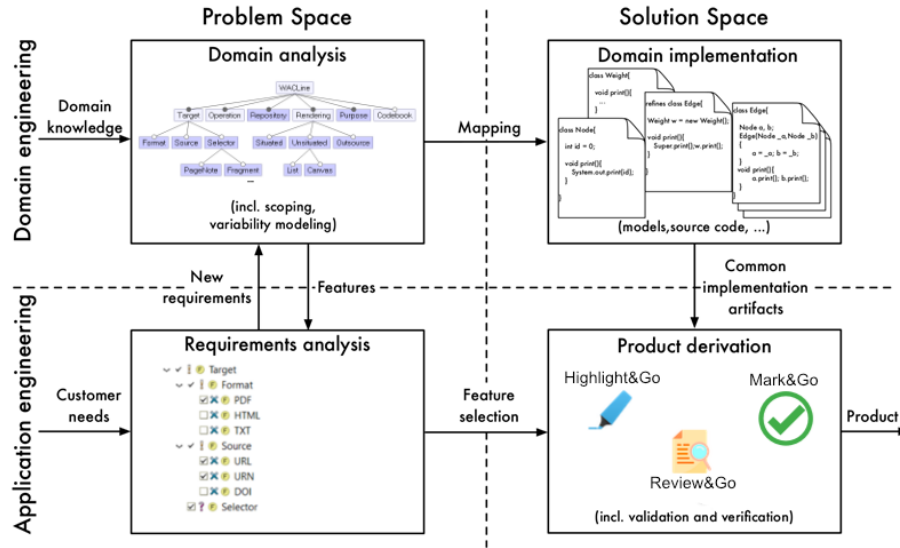 Problem Space
Solution Space
Domain engineering
Application engineering
Domain knowledge
Domain analysis
WACLine
Target Operation Repository Rendering Purpose Codebook
Format Source Selector Situated Unsituated Outsource
PageNote Fragment List Canvas
...
(incl. scoping,
variability modeling)
Mapping
Domain implementation
class Weight{
void print(){
...
}
class Node{
int id = 0;
void print(){
System.out.print(id);
}
refines class Edge{
Weight w = new Weight();
void print(){
Super.print();w.print();
}
}
class Edge{
Node a, b;
Edge(Node _a,Node _b)
{
a = _a; b = _b;
}
void print(){
a.print(); b.print();
}
}
(models,source code, ...)
New
requirements
Features
Common
implementation
artifacts
Customer
needs
Requirements analysis
Target
Format
PDF
HTML
TXT
Source
URL
URN
DOI
Selector
Feature
selection
Product derivation
Highlight&Go
Mark&Go
Review&Go
(incl. validation and verification)
Product